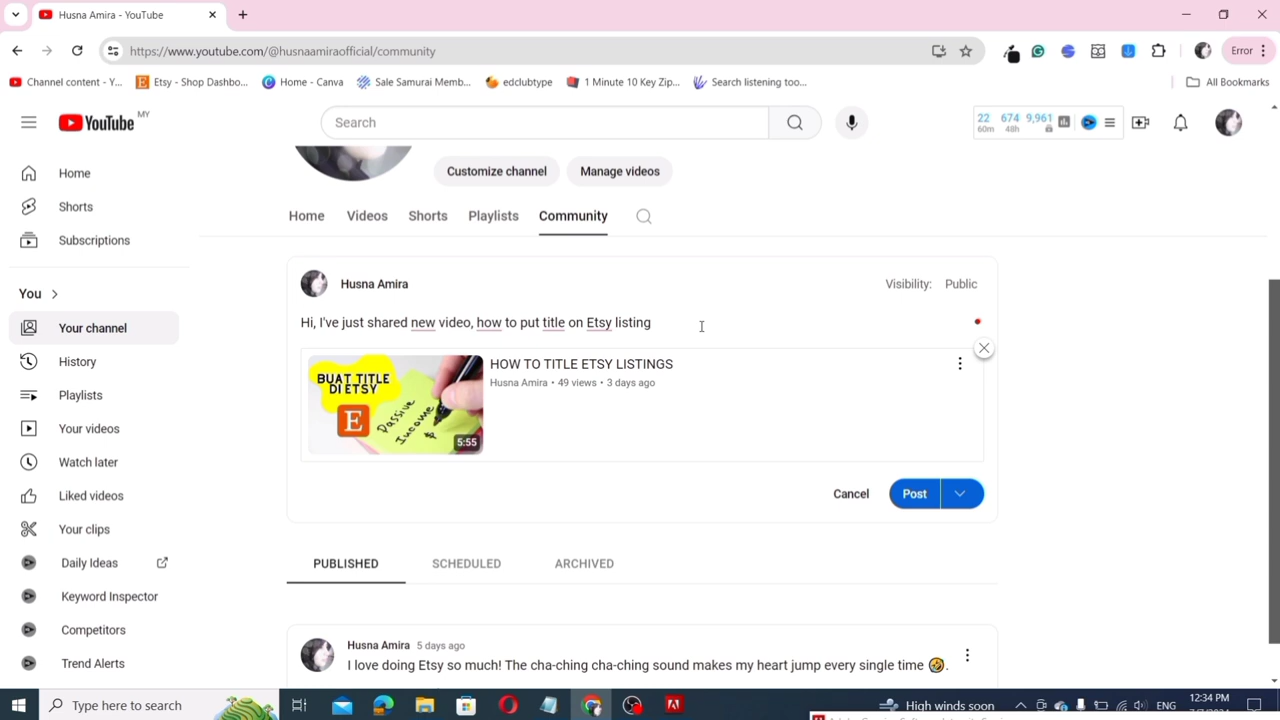 Husna Amira - YouTube
https://www.youtube.com/@husnaamiraofficial/community
Error
Channel content - Y...
Etsy - Shop Dashbo...
Home - Canva
Sale Samurai Memb...
edclubtype
1 Minute 10 Key Zip...
Search listening too...
All Bookmarks
YouTube MY
Search
22 674 9,961
60m 48h
Customize channel
Manage videos
Home
Shorts
Subscriptions
You
Your channel
History
Playlists
Your videos
Watch later
Liked videos
Your clips
Daily Ideas
Keyword Inspector
Competitors
Trend Alerts
Home Videos Shorts Playlists Community
Husna Amira
Visibility: Public
Hi, I've just shared new video, how to put title on Etsy listing
BUAT TITLE
DI ETSY
E
Passive
Income
$
5:55
HOW TO TITLE ETSY LISTINGS
Husna Amira • 49 views • 3 days ago
Cancel
Post
PUBLISHED
SCHEDULED
ARCHIVED
Husna Amira 5 days ago
I love doing Etsy so much! The cha-ching cha-ching sound makes my heart jump every single time 🤣.
Type here to search
High winds soon
ENG
12:34 PM